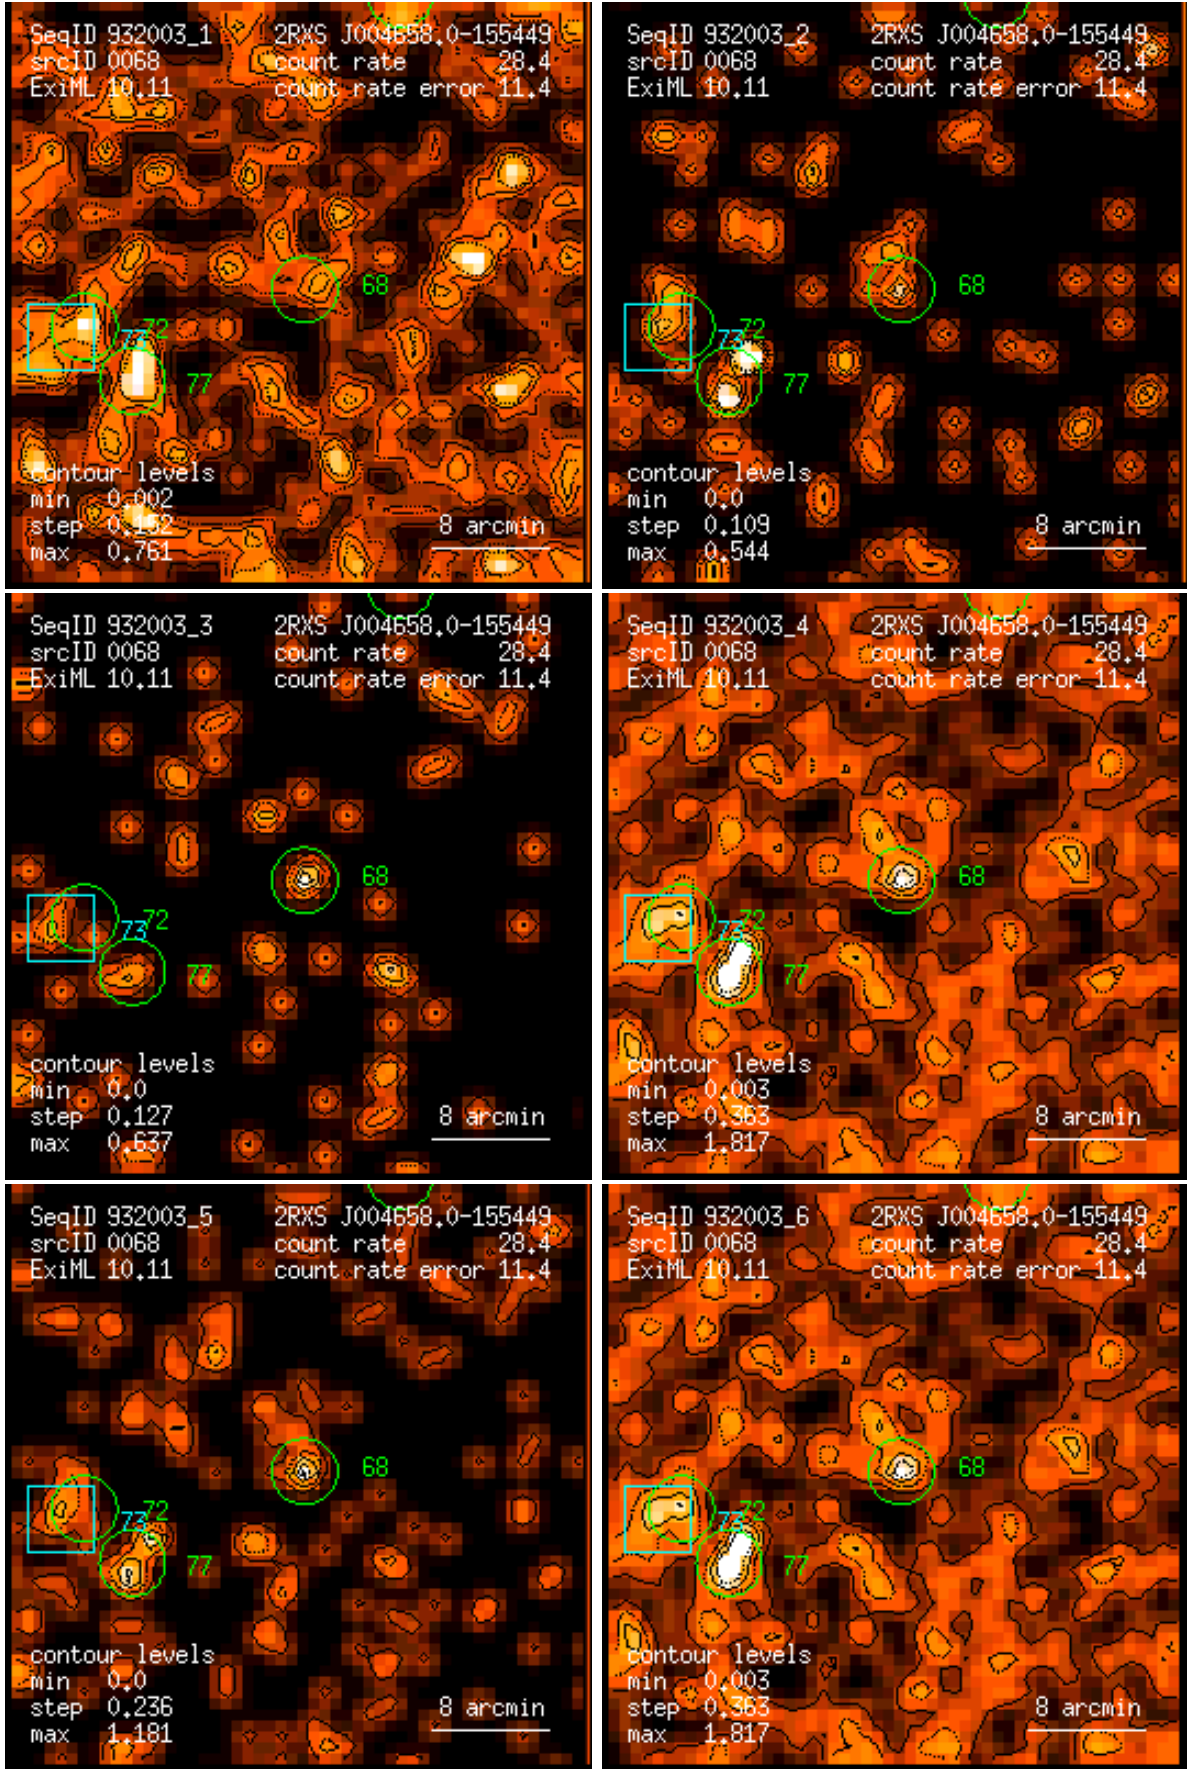 SeqID 932003_1 2RXS J004658.0-155449
srcID 0068 count rate 28.4
ExiML 10.11 count rate error 11.4
68
72
73
77
contour levels
min 0.002
step 0.152
max 0.761
8 arcmin
SeqID 932003_2 2RXS J004658.0-155449
srcID 0068 count rate 28.4
ExiML 10.11 count rate error 11.4
68
72
73
77
contour levels
min 0.0
step 0.109
max 0.544
8 arcmin
SeqID 932003_3 2RXS J004658.0-155449
srcID 0068 count rate 28.4
ExiML 10.11 count rate error 11.4
68
72
73
77
contour levels
min 0.0
step 0.127
max 0.637
8 arcmin
SeqID 932003_4 2RXS J004658.0-155449
srcID 0068 count rate 28.4
ExiML 10.11 count rate error 11.4
68
72
73
77
contour levels
min 0.003
step 0.363
max 1.817
8 arcmin
SeqID 932003_5 2RXS J004658.0-155449
srcID 0068 count rate 28.4
ExiML 10.11 count rate error 11.4
68
72
73
77
contour levels
min 0.0
step 0.236
max 1.181
8 arcmin
SeqID 932003_6 2RXS J004658.0-155449
srcID 0068 count rate 28.4
ExiML 10.11 count rate error 11.4
68
72
73
77
contour levels
min 0.003
step 0.363
max 1.817
8 arcmin